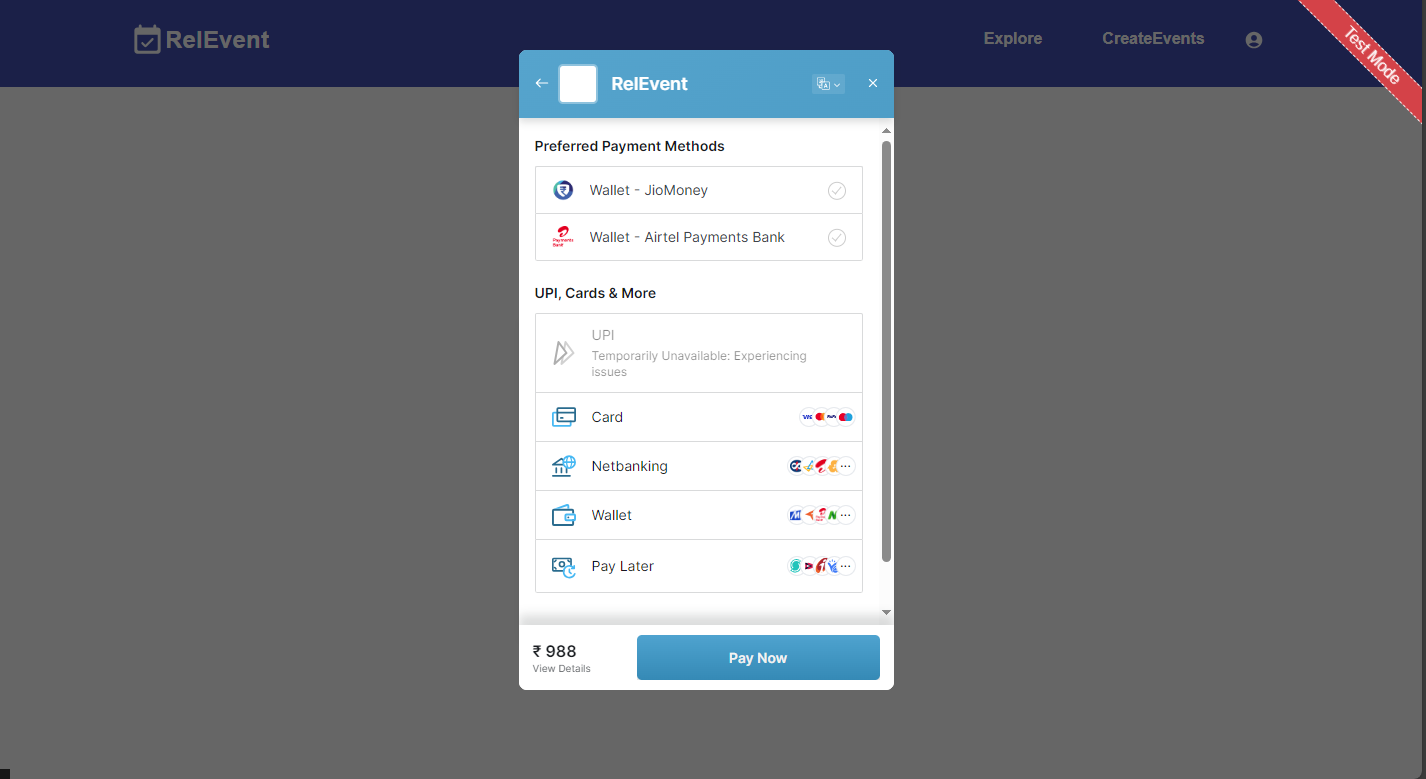 RelEvent
Explore
CreateEvents
Test Mode
RelEvent
Preferred Payment Methods
Wallet - JioMoney
Wallet - Airtel Payments Bank
UPI, Cards & More
UPI
Temporarily Unavailable: Experiencing
issues
Card
Netbanking
Wallet
Pay Later
₹ 988
View Details
Pay Now